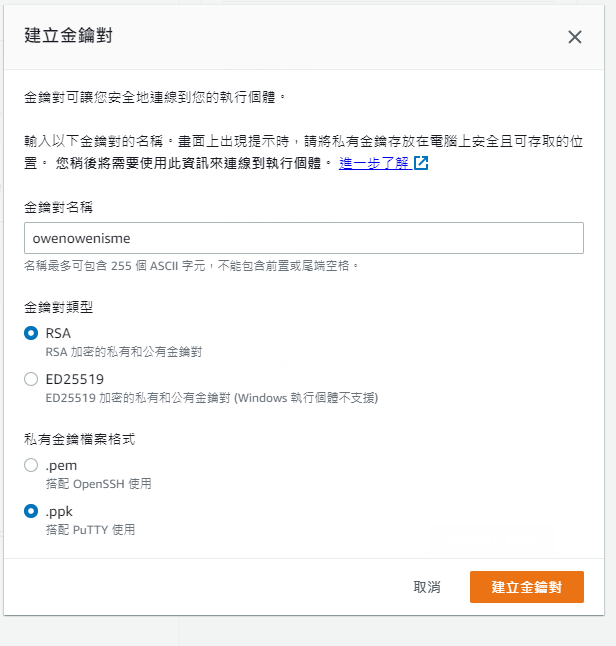 建立金鑰對
金鑰對可讓您安全地連線到您的執行個體。
輸入以下金鑰對的名稱。畫面上出現提示時，請將私有金鑰存放在電腦上安全且可存取的位
置。 您稍後將需要使用此資訊來連線到執行個體。 進一步了解
金鑰對名稱
owenowenisme
名稱最多可包含 255 個 ASCII 字元，不能包含前置或尾端空格。
金鑰對類型
RSA
RSA 加密的私有和公有金鑰對
ED25519
ED25519 加密的私有和公有金鑰對 (Windows 執行個體不支援)
私有金鑰檔案格式
.pem
搭配 OpenSSH 使用
.ppk
搭配 PuTTY 使用
取消 建立金鑰對